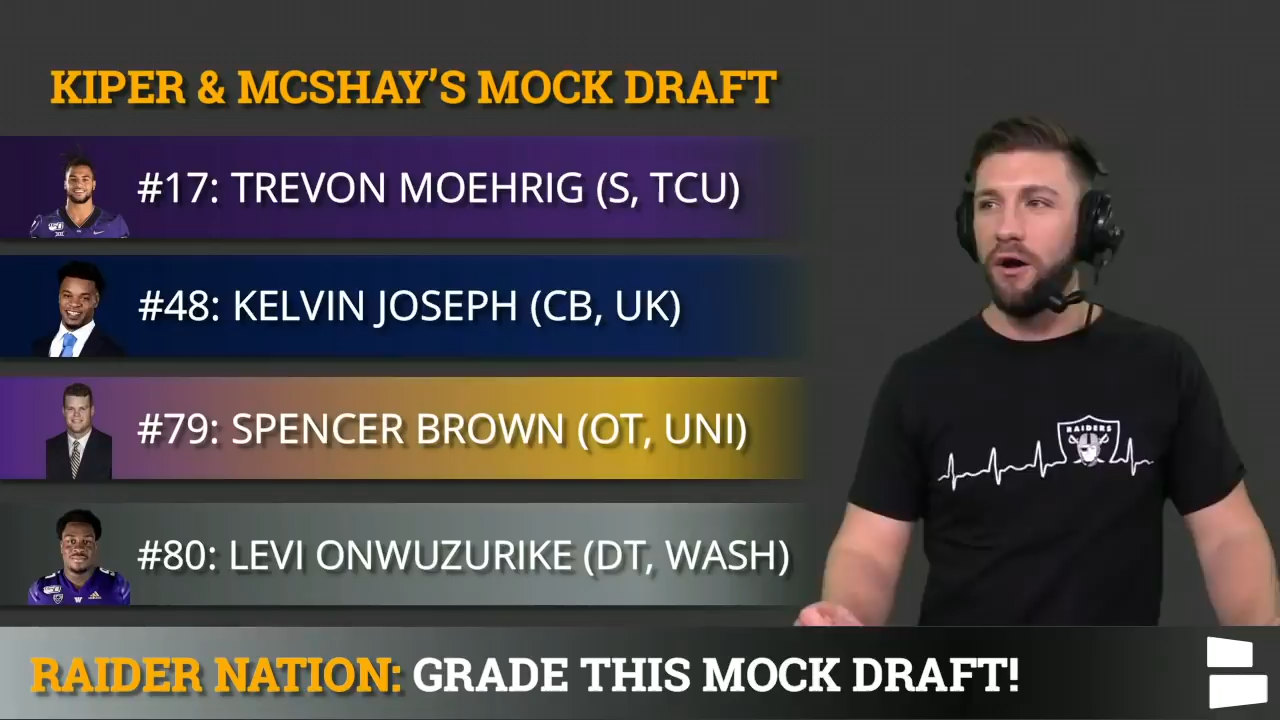 KIPER & MCSHAY'S MOCK DRAFT
#17: TREVON MOEHRIG (S, TCU)
#48: KELVIN JOSEPH (CB, UK)
#79: SPENCER BROWN (OT, UNI)
#80: LEVI ONWUZURIKE (DT, WASH)
RAIDERS
RAIDER NATION: GRADE THIS MOCK DRAFT!